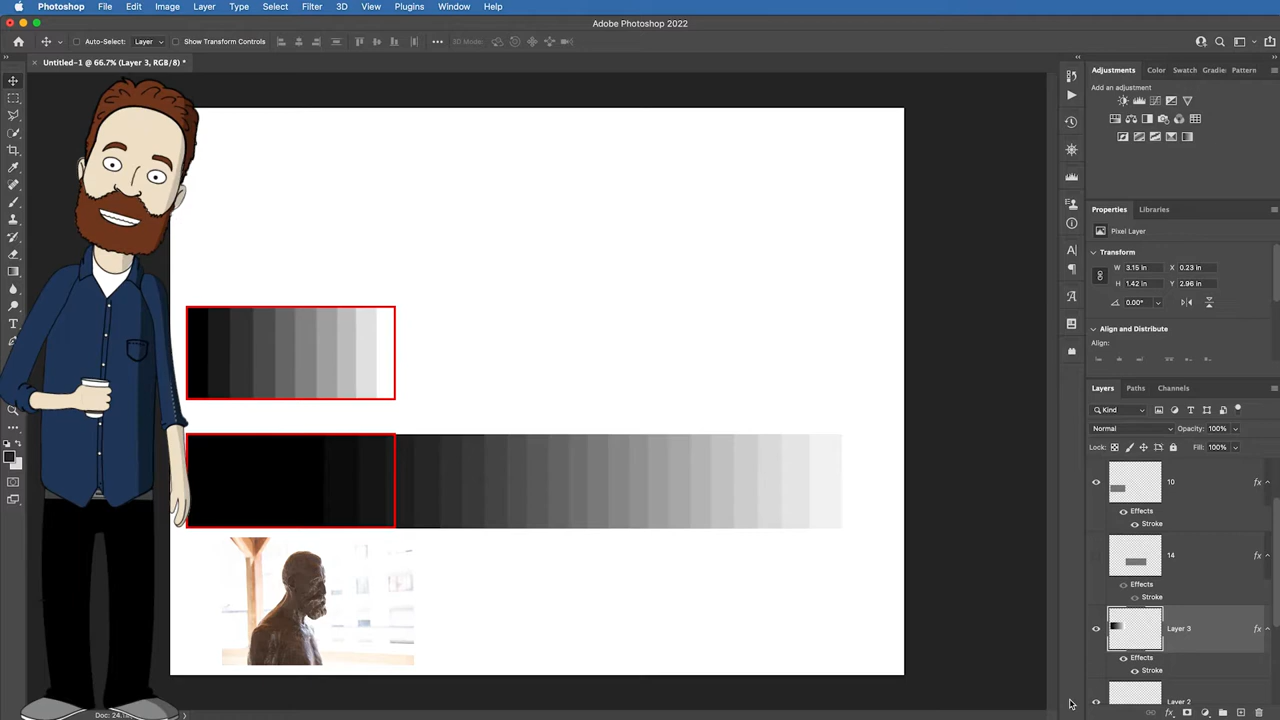 Photoshop File Edit Image Layer Type Select Filter 3D View Plugins Window Help
Adobe Photoshop 2022
Auto-Select: Layer Show Transform Controls 3D Mode:
Untitled-1 @ 66.7% (Layer 3, RGB/8) *
Adjustments Color Swatch Gradie Pattern
Add an adjustment
Properties Libraries
Pixel Layer
Transform
W 3.15 in X 0.23 in
H 1.42 in Y 2.96 in
0.00°
Align and Distribute
Align:
Layers Paths Channels
Kind
Normal Opacity: 100%
Lock: Fill: 100%
10 fx
Effects
Stroke
14 fx
Effects
Stroke
Layer 3 fx
Effects
Stroke
Layer 2
fx